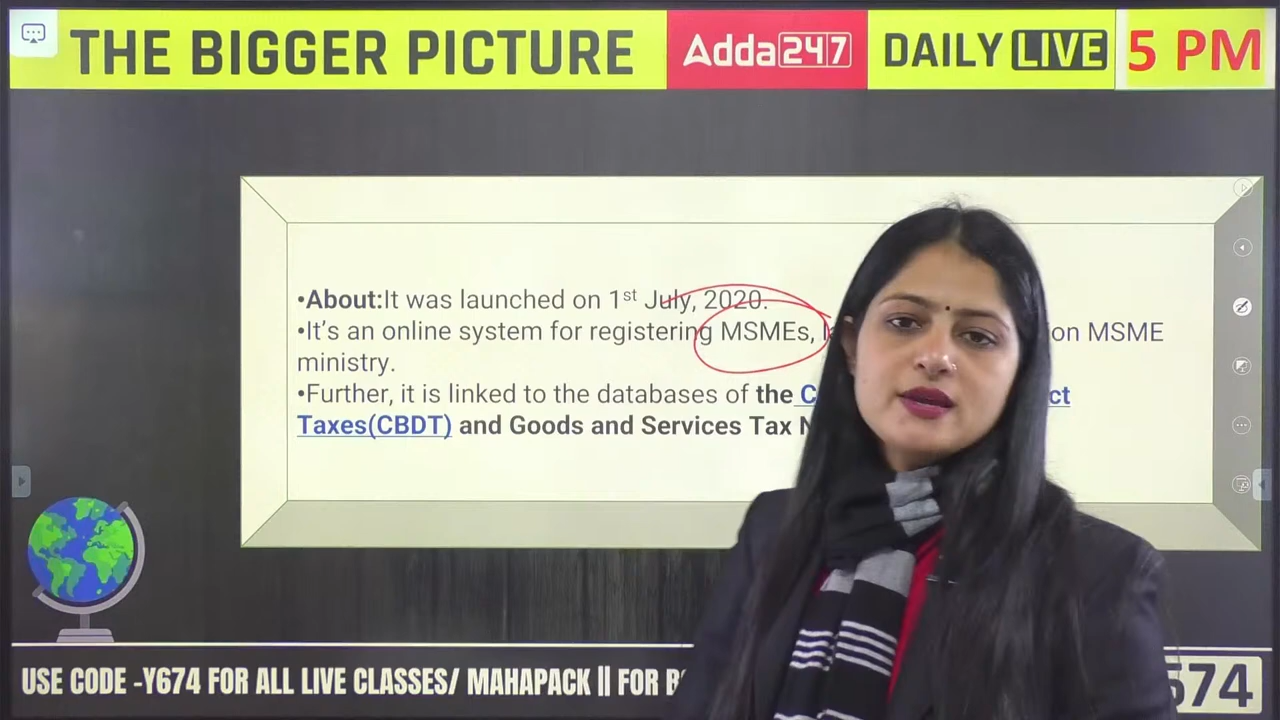 THE BIGGER PICTURE
Adda247
DAILY LIVE
5 PM
•About:It was launched on 1st July, 2020.
•It's an online system for registering MSMEs, on MSME
ministry.
•Further, it is linked to the databases of the
Taxes(CBDT) and Goods and Services Tax
USE CODE -Y674 FOR ALL LIVE CLASSES/ MAHAPACK || FOR
674